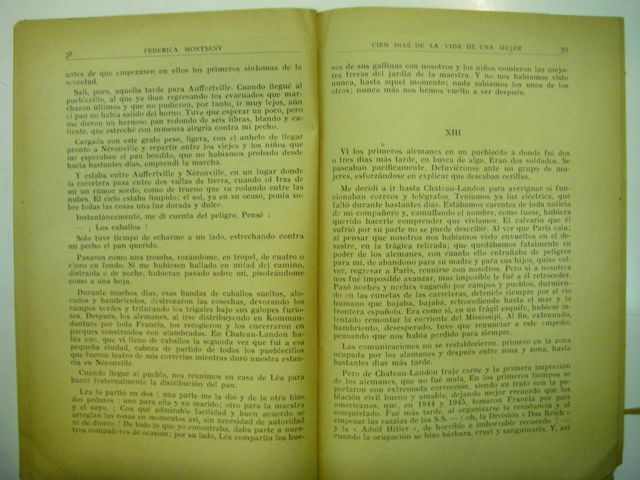 38
FEDERICA MONTSENY
antes de que empezasen en ellos los primeros síntomas de la
senectud.
Salí, pues, aquella tarde para Auffertville. Cuando llegué al
pueblecillo, al que ya iban regresando los evacuados que mar-
charon últimos y que no pudieron, por tanto, ir muy lejos, aún
el pan no había salido del horno. Tuve que esperar un poco, pero
me dieron un hermoso pan redondo de seis libras, blando y ca-
liente, que estreché con inmensa alegría contra mi pecho.
Cargada con este grato peso, ligera, con el anhelo de llegar
pronto a Néronville y repartir entre los viejos y los niños que
me esperaban el pan bendito, que no habíamos probado desde
hacía bastantes días, emprendí la marcha.
Y estaba entre Auffertville y Néronville, en un lugar donde
la carretera pasa entre dos vallas de tierra, cuando oí tras de
mí un rumor sordo, como de trueno que va rodando entre las
nubes. El cielo estaba límpido; el sol, ya en su ocaso, ponía so-
bre todas las cosas una luz dorada y dulce.
Instantáneamente, me di cuenta del peligro. Pensé :
— ¡ Los caballos !
Sólo tuve tiempo de echarme a un lado, estrechando contra
mi pecho el pan querido.
Pasaron como una tromba, rozándome, en tropel, de cuatro o
cinco en fondo. Si me hubiesen hallado en mitad del camino,
distraída o de noche, hubieran pasado sobre mí, pisoteándome
como a una hoja.
Durante muchos días, esas bandas de caballos sueltos, alo-
cados y hambrientos, destrozaron las cosechas, devorando los
campos verdes y triturando los trigales bajo sus galopes furio-
sos. Después, los alemanes, al irse distribuyendo en Komman-
danturs por toda Francia, los recogieron y los encerraron en
parques construídos con alambradas. En Chateau-Landon ha-
bía uno, que vi lleno de caballos la segunda vez que fuí a esa
pequeña ciudad, cabeza de partido de todos los pueblecillos
que fueron teatro de mis correrías mientras duró nuestra estan-
cia en Néronville.
Cuando llegué al pueblo, nos reunimos en casa de Léa para
hacer fraternalmente la distribución del pan.
Léa lo partió en dos : una parte me la dió y de la otra hizo
dos pedazos : uno para ella y su marido; otro para la maestra
y el suyo. ¡ Con qué admirable facilidad y buen acuerdo se
arreglan las cosas en momentos así, sin necesidad de autoridad
ni de dinero ! De todo lo que yo encontraba, daba parte a nues-
tros compañeros de ocasión; por su lado, Léa compartía los hue-
CIEN DIAS DE LA VIDA DE UNA MUJER
39
vos de sus gallinas con nosotros y los niños comieron las mejo-
res fresas del jardín de la maestra. Y no nos habíamos visto
nunca, hasta aquel momento; nada sabíamos los unos de los
otros; nunca más nos hemos vuelto a ver después.
XIII
Vi los primeros alemanes en un pueblecito a donde fuí dos
o tres días más tarde, en busca de algo. Eran dos soldados. Se
paseaban pacíficamente. Detuviéronse ante un grupo de mu-
jeres, esforzándose en explicar que deseaban cerillas.
Me decidí a ir hasta Chateau-Landon para averiguar si fun-
cionaban correos y telégrafos. Teníamos ya luz eléctrica, que
faltó durante bastantes días. Estábamos carentes de toda noticia
de mi compañero y, camuflando el nombre, como fuese, hubiera
querido hacerle comprender que vivíamos. El calvario que él
sufrió por su parte no se puede describir. Al ver que París caía;
al pensar que nosotros nos habíamos visto envueltos en el de-
sastre, en la trágica retirada; que quedábamos fatalmente en
poder de los alemanes, con cuanto ello entrañaba de peligros
para mí, de abandono para su madre y para sus hijos, quiso vol-
ver, regresar a París, reunirse con nosotros. Pero si a nosotros
nos fué imposible avanzar, más imposible le fué a él retroceder.
Pasó noches y noches vagando por campos y pueblos, durmien-
do en las cunetas de las carreteras, detenido siempre por el río
humano que bajaba, bajaba, retrocediendo hasta el mar y la
frontera española. Era como si, en un frágil esquife, hubiese in-
tentado remontar la corriente del Mississipí. Al fin, extenuado,
hambriento, desesperado, tuvo que renunciar a este empeño,
pensando que nos había perdido para siempre.
Las comunicaciones no se restablecieron, primero en la zona
ocupada por los alemanes y después entre zona y zona, hasta
bastantes días más tarde.
Pero de Chateau-Landon traje carne y la primera impresión
de los alemanes, que no fué mala. En los primeros tiempos se
portaron con extremada corrección, siendo su trato con la po-
blación civil bueno y amable, dejando mejor recuerdo que los
americanos, que, en 1944 y 1945, tomaron Francia por país
conquistado. Fué más tarde, al organizarse la resistencia y al
empezar las razias de los S.S. — ¡ oh, la División « Das Reich »
y la « Adolf Hitler », de horrible e imborrable recuerdo ! —
cuando la ocupación se hizo bárbara, cruel y sanguinaria. Y, así